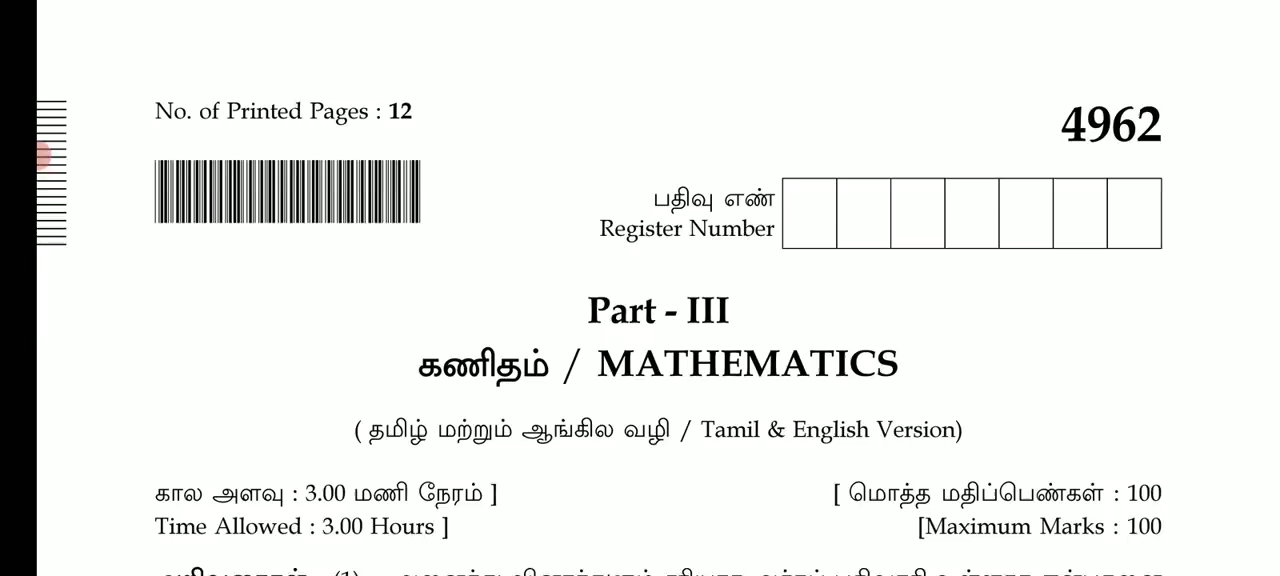 No. of Printed Pages : 12
4962
பதிவு எண்
Register Number
Part - III
கணிதம் / MATHEMATICS
( தமிழ் மற்றும் ஆங்கில வழி / Tamil & English Version)
கால அளவு : 3.00 மணி நேரம் ]
[ மொத்த மதிப்பெண்கள் : 100
Time Allowed : 3.00 Hours ]
[Maximum Marks : 100